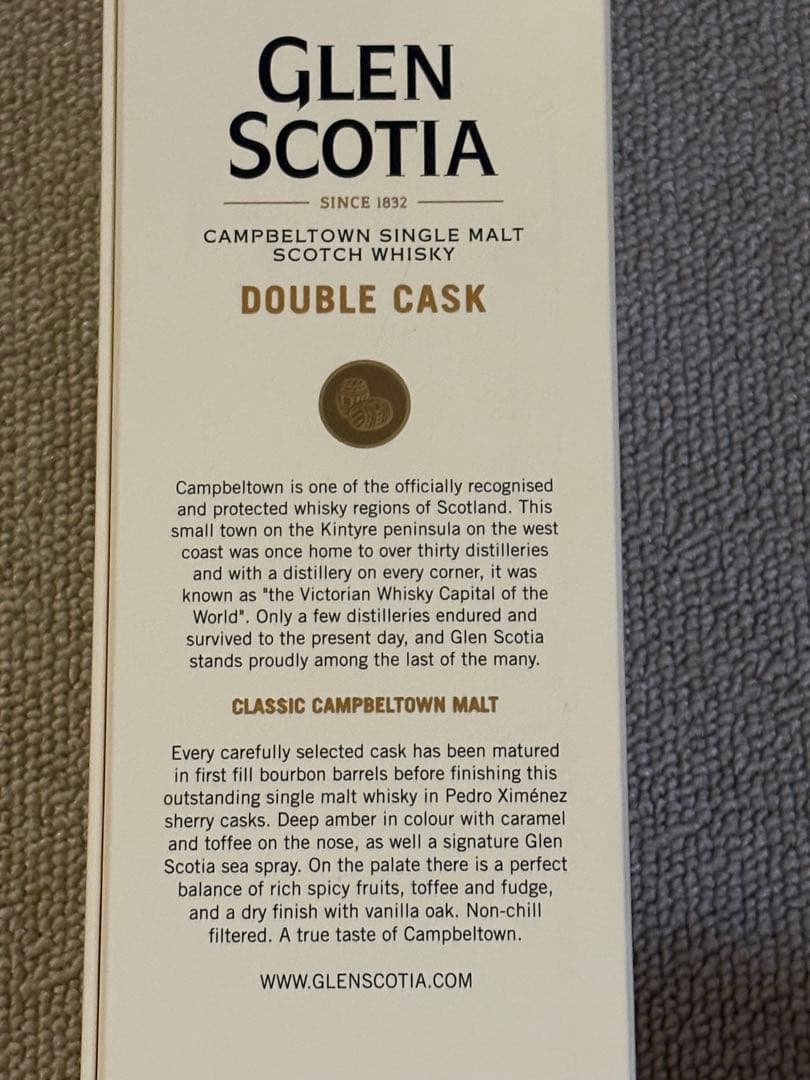 GLEN
SCOTIA
SINCE 1832
CAMPBELTOWN SINGLE MALT
SCOTCH WHISKY
DOUBLE CASK
Campbeltown is one of the officially recognised
and protected whisky regions of Scotland. This
small town on the Kintyre peninsula on the west
coast was once home to over thirty distilleries
and with a distillery on every corner, it was
known as "the Victorian Whisky Capital of the
World". Only a few distilleries endured and
survived to the present day, and Glen Scotia
stands proudly among the last of the many.
CLASSIC CAMPBELTOWN MALT
Every carefully selected cask has been matured
in first fill bourbon barrels before finishing this
outstanding single malt whisky in Pedro Ximénez
sherry casks. Deep amber in colour with caramel
and toffee on the nose, as well a signature Glen
Scotia sea spray. On the palate there is a perfect
balance of rich spicy fruits, toffee and fudge,
and a dry finish with vanilla oak. Non-chill
filtered. A true taste of Campbeltown.
WWW.GLENSCOTIA.COM